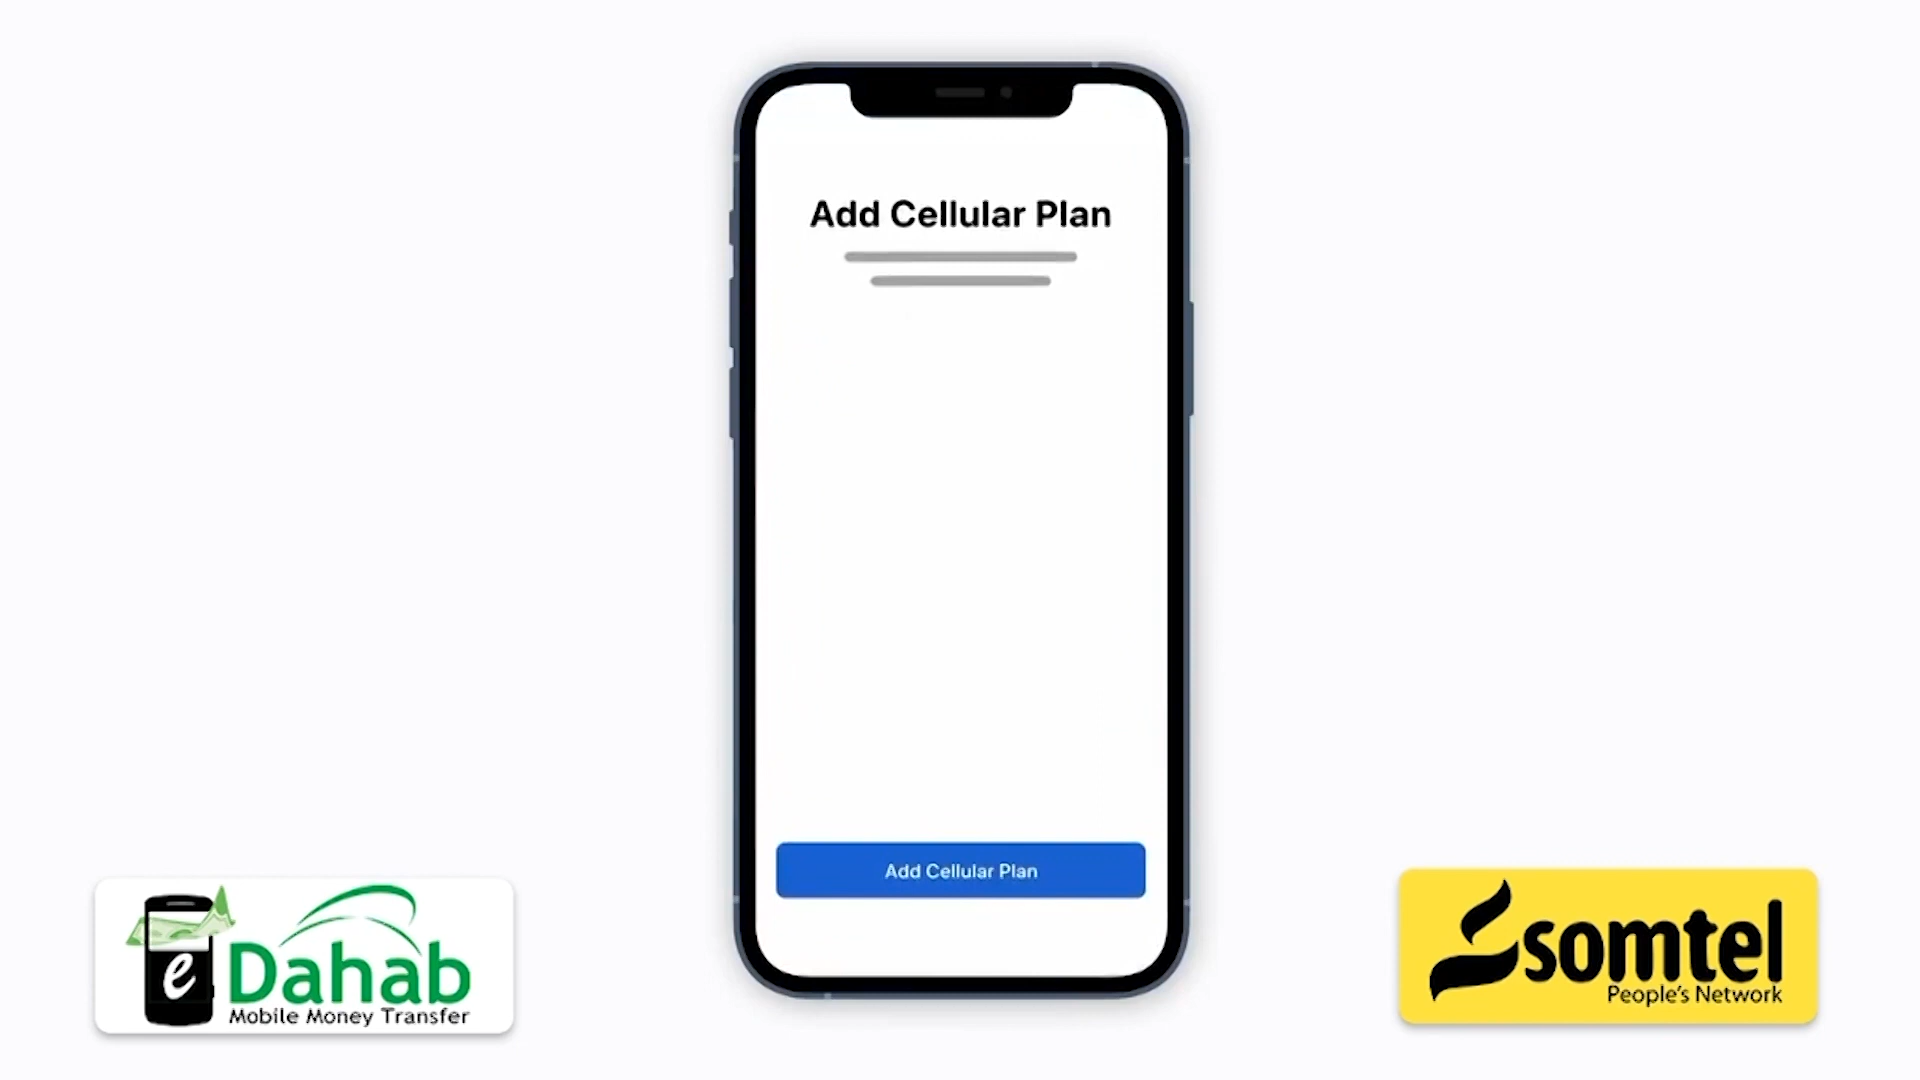 Add Cellular Plan
Add Cellular Plan
e Dahab
Mobile Money Transfer
somtel
People's Network